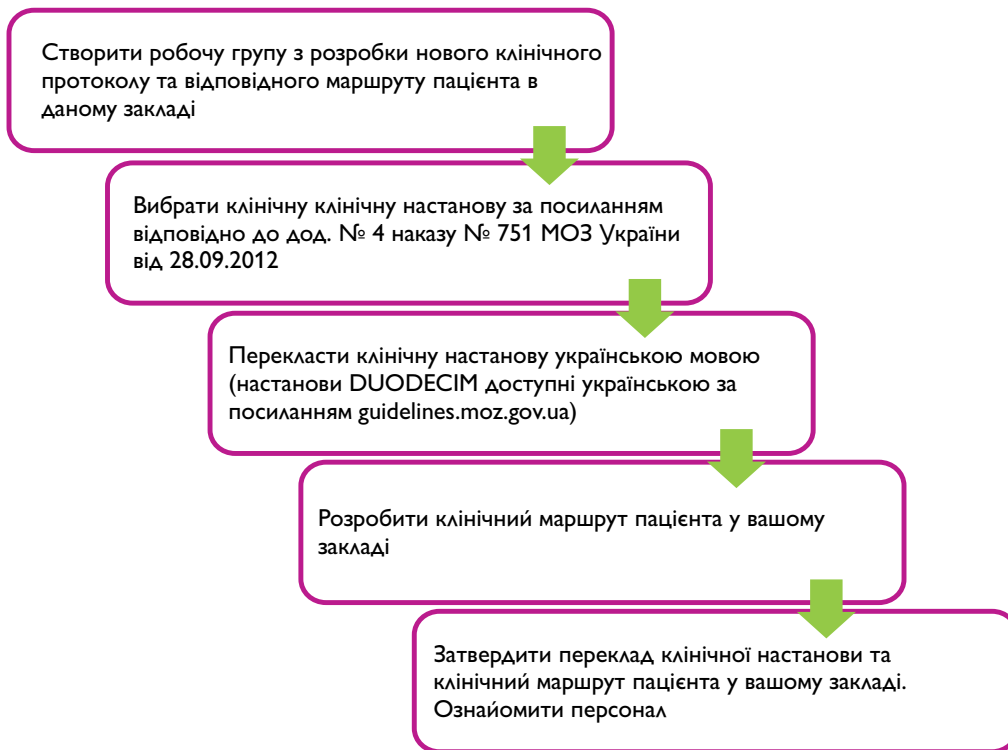 Створити робочу групу з розробки нового клінічного
протоколу та відповідного маршруту пацієнта в
даному закладі
Вибрати клінічну клінічну настанову за посиланням
відповідно до дод. № 4 наказу № 751 МОЗ України
від 28.09.2012
Перекласти клінічну настанову українською мовою
(настанови DUODECIM доступні українською за
посиланням guidelines.moz.gov.ua)
Розробити клінічний маршрут пацієнта у вашому
закладі
Затвердити переклад клінічної настанови та
клінічний маршрут пацієнта у вашому закладі.
Ознайомити персонал